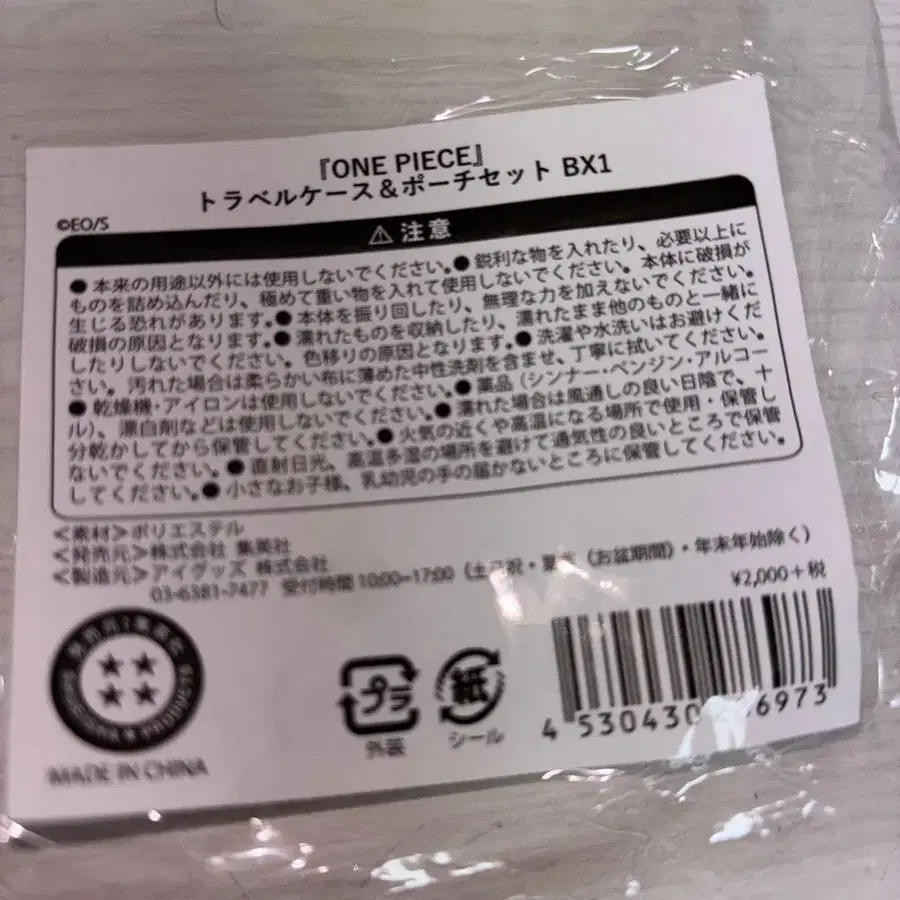 『ONE PIECE』
トラベルケース＆ポーチセット BX1
©EO/S
⚠ 注意
●本来の用途以外には使用しないでください。●鋭利な物を入れたり、必要以上に
ものを詰め込んだり、極めて重い物を入れて使用しないでください。本体に破損が
生じる恐れがあります。●本体を振り回したり、無理な力を加えないでください。
破損の原因となります。●濡れたものを収納したり、濡れたまま他のものと一緒に
したりしないでください。色移りの原因となります。●洗濯や水洗いはお避けくだ
さい。汚れた場合は柔らかい布に薄めた中性洗剤を含ませ、丁寧に拭いてください。
●乾燥機・アイロンは使用しないでください。●薬品（シンナー・ベンジン・アルコー
ル）、漂白剤などは使用しないでください。●濡れた場合は風通しの良い日陰で、十
分乾かしてから保管してください。●火気の近くや高温になる場所で使用・保管し
ないでください。●直射日光、高温多湿の場所を避けて通気性の良いところで保管
してください。●小さなお子様、乳幼児の手の届かないところに保管してください。
＜素材＞ポリエステル
＜発売元＞株式会社 集英社
＜製造元＞アイグッズ 株式会社
03-6381-7477 受付時間 10:00–17:00（土日祝・夏季（お盆期間）・年末年始除く）
¥2,000＋税
MADE IN CHINA
プラ
外装
紙
シール
4 530430 6973